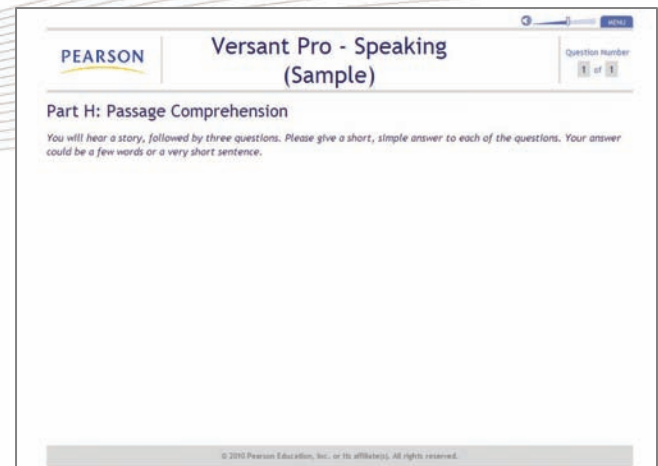 MENU
PEARSON
Versant Pro - Speaking
(Sample)
Question Number
1 of 1
Part H: Passage Comprehension
You will hear a story, followed by three questions. Please give a short, simple answer to each of the questions. Your answer
could be a few words or a very short sentence.
© 2010 Pearson Education, Inc. or its affiliate(s). All rights reserved.